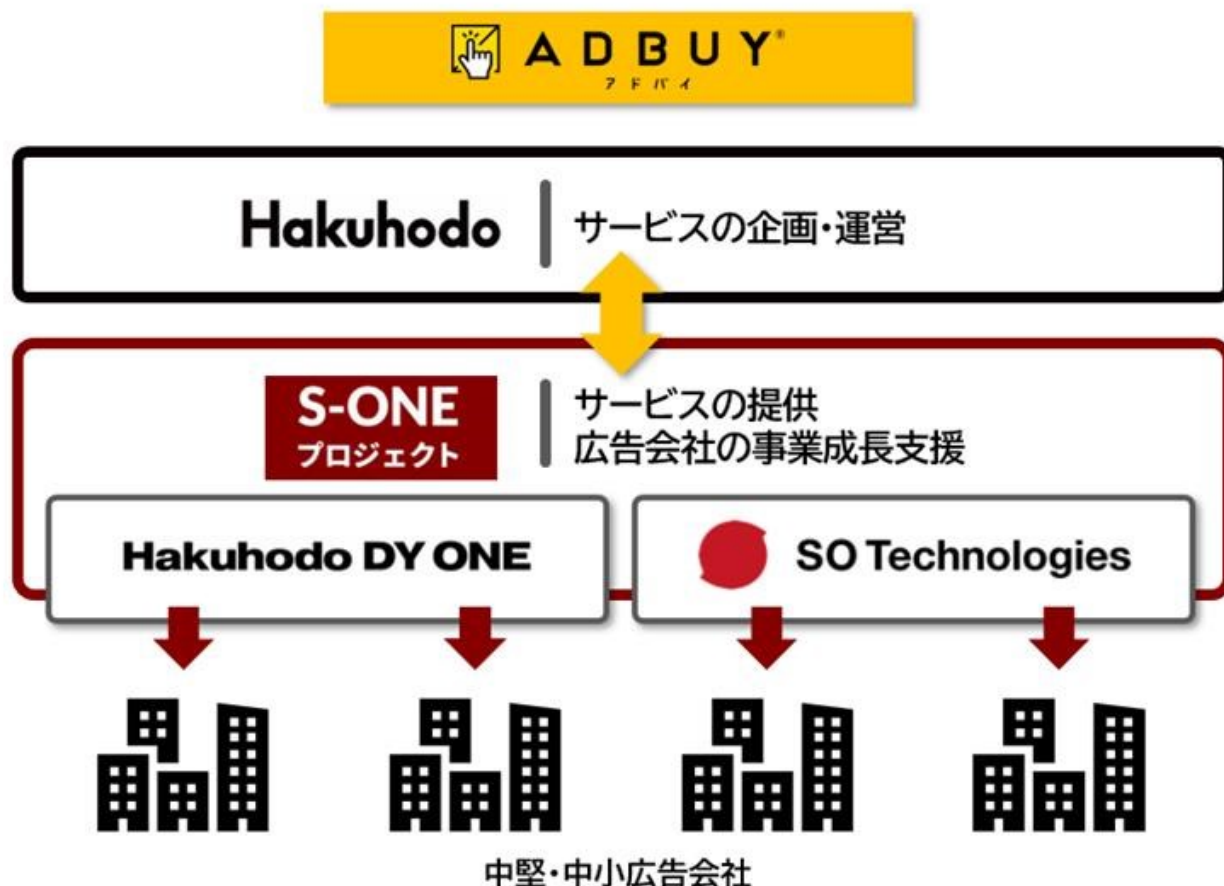 ADBUY®
アドバイ
Hakuhodo
サービスの企画・運営
S-ONE
プロジェクト
サービスの提供
広告会社の事業成長支援
Hakuhodo DY ONE
SO Technologies
中堅・中小広告会社